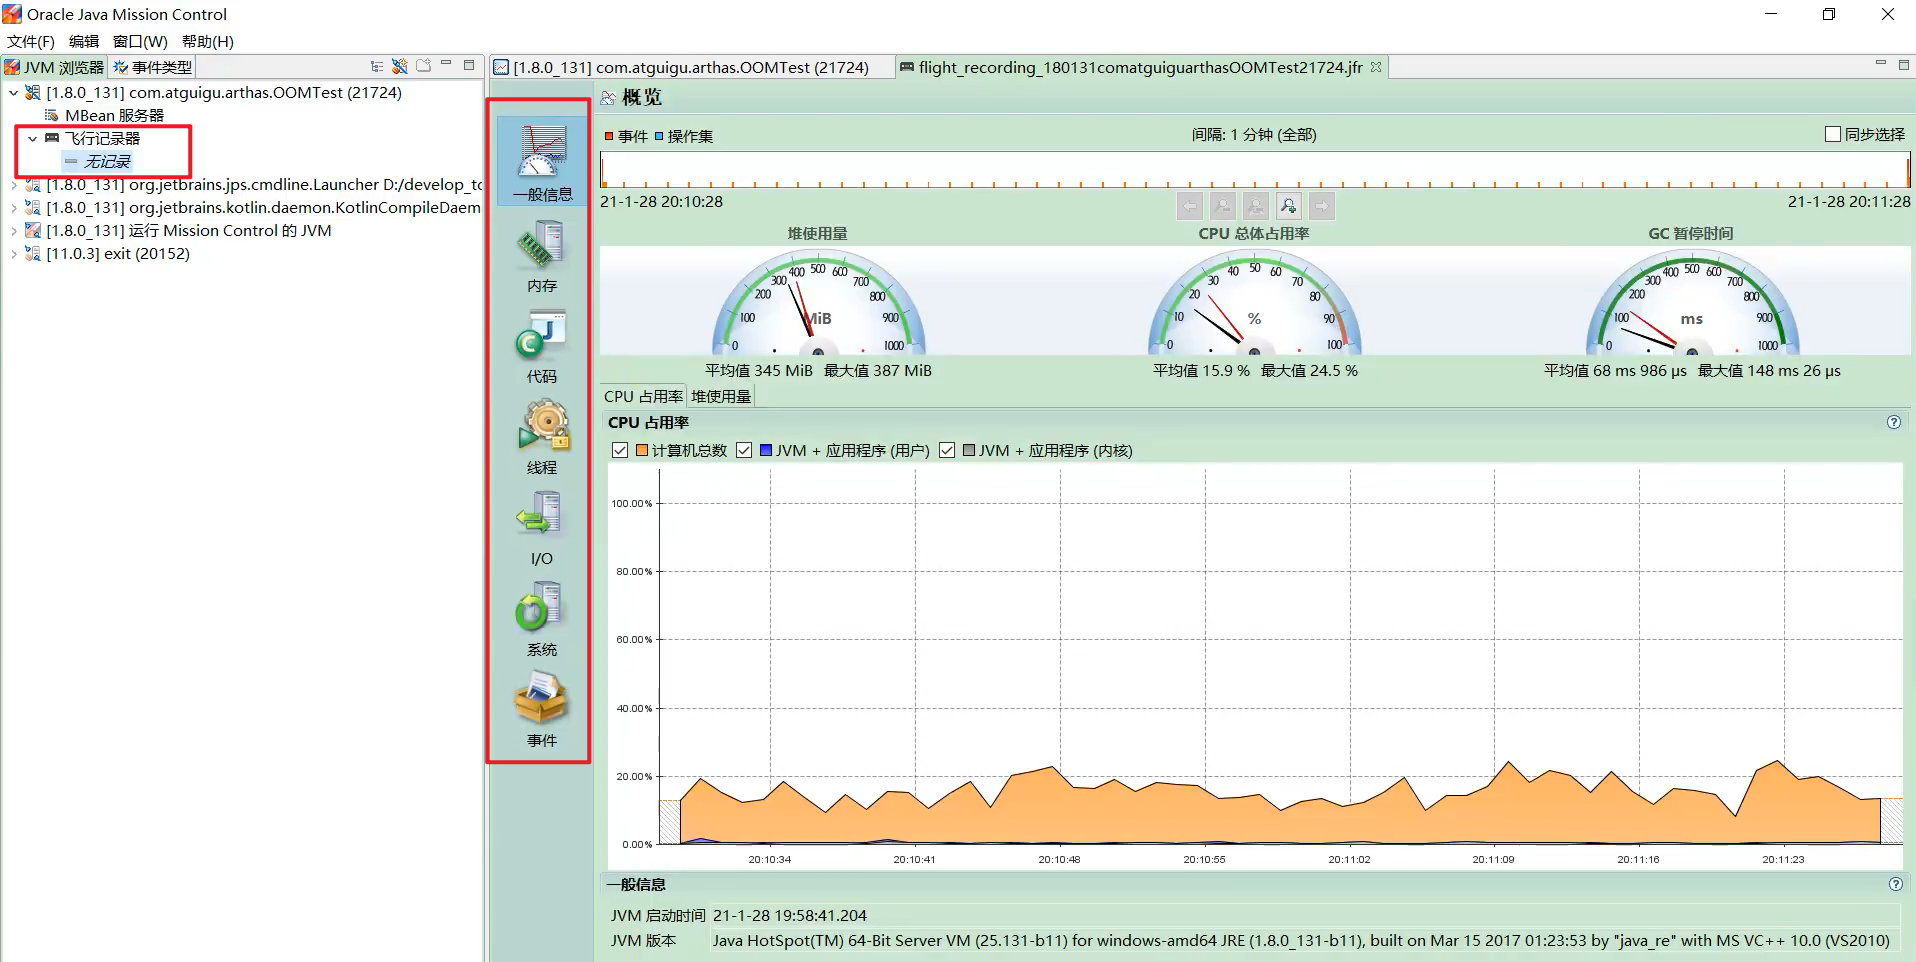 Oracle Java Mission Control
文件(F) 编辑 窗口(W) 帮助(H)
JVM 浏览器 事件类型
[1.8.0_131] com.atguigu.arthas.OOMTest (21724)
MBean 服务器
飞行记录器
无记录
[1.8.0_131] org.jetbrains.jps.cmdline.Launcher D:/develop_to
[1.8.0_131] org.jetbrains.kotlin.daemon.KotlinCompileDaem
[1.8.0_131] 运行 Mission Control 的 JVM
[11.0.3] exit (20152)
[1.8.0_131] com.atguigu.arthas.OOMTest (21724) flight_recording_180131comatguiguarthasOOMTest21724.jfr
一般信息
内存
代码
线程
I/O
系统
事件
概览
事件 操作集 间隔: 1 分钟 (全部) 同步选择
21-1-28 20:10:28 21-1-28 20:11:28
堆使用量 CPU 总体占用率 GC 暂停时间
0 100 200 300 400 500 600 700 800 900 1000
MiB
0 10 20 30 40 50 60 70 80 90 100
%
0 100 200 300 400 500 600 700 800 900 1000
ms
平均值 345 MiB 最大值 387 MiB 平均值 15.9 % 最大值 24.5 % 平均值 68 ms 986 µs 最大值 148 ms 26 µs
CPU 占用率 堆使用量
CPU 占用率
计算机总数 JVM + 应用程序 (用户) JVM + 应用程序 (内核)
100.00%
80.00%
60.00%
40.00%
20.00%
0.00%
20:10:34 20:10:41 20:10:48 20:10:55 20:11:02 20:11:09 20:11:16 20:11:23
一般信息
JVM 启动时间 21-1-28 19:58:41.204
JVM 版本 Java HotSpot(TM) 64-Bit Server VM (25.131-b11) for windows-amd64 JRE (1.8.0_131-b11), built on Mar 15 2017 01:23:53 by "java_re" with MS VC++ 10.0 (VS2010)